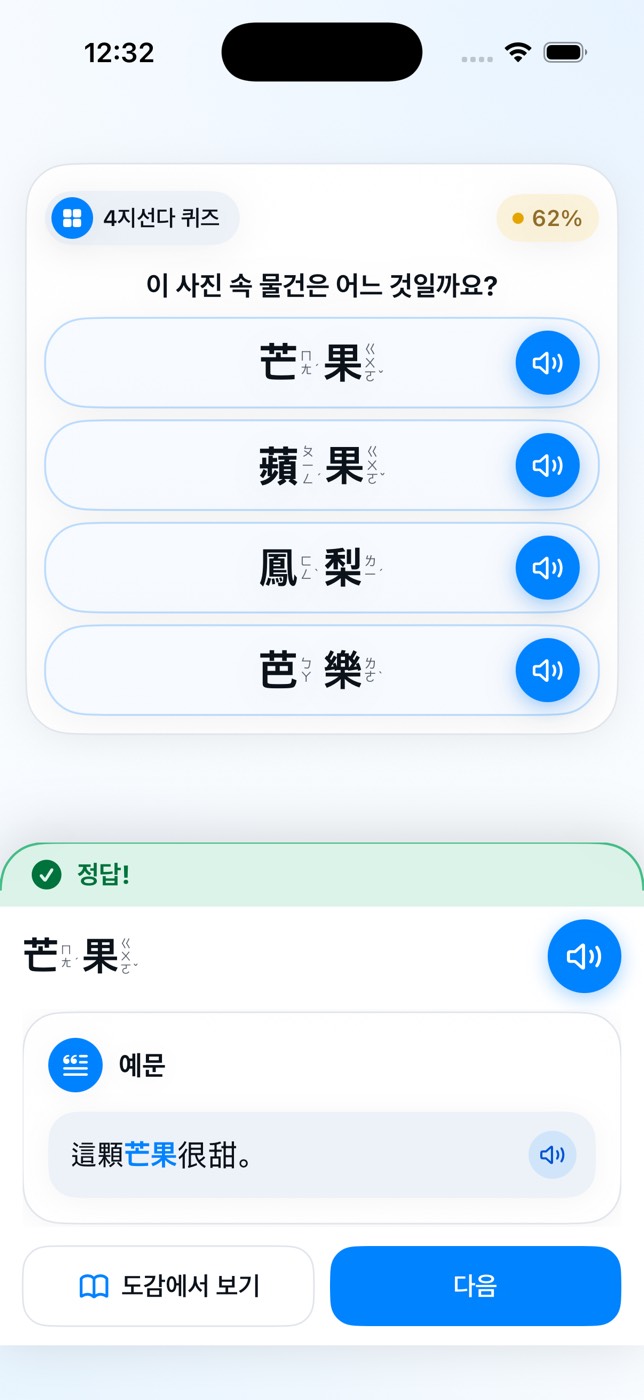 12:32
4지선다 퀴즈
62%
이 사진 속 물건은 어느 것일까요?
芒ㄇㄤˊ果ㄍㄨㄛˇ
蘋ㄆㄧㄥˊ果ㄍㄨㄛˇ
鳳ㄈㄥˋ梨ㄌㄧˊ
芭ㄅㄚ樂ㄌㄜˋ
정답!
芒ㄇㄤˊ果ㄍㄨㄛˇ
예문
這顆芒果很甜。
도감에서 보기
다음